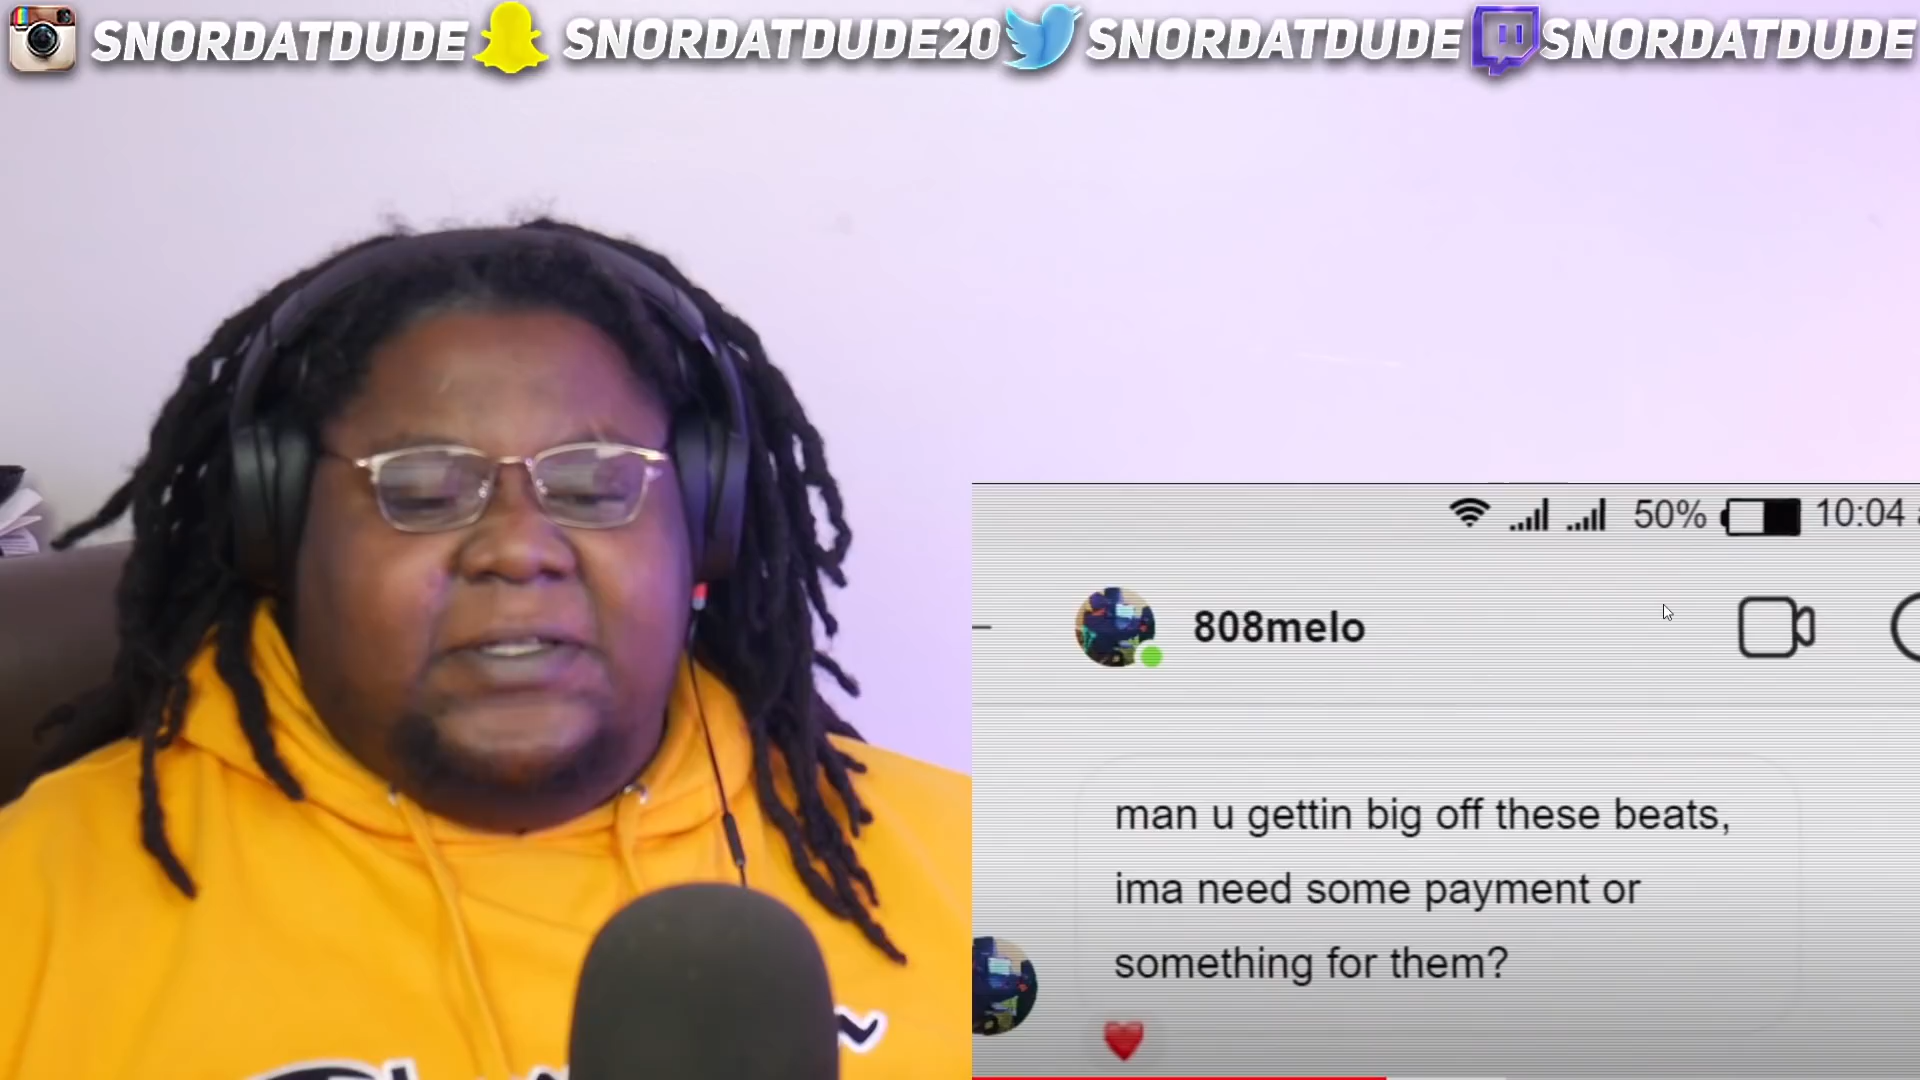 SNORDATDUDE SNORDATDUDE20 SNORDATDUDE SNORDATDUDE
50% 10:04
808melo
man u gettin big off these beats,
ima need some payment or
something for them?